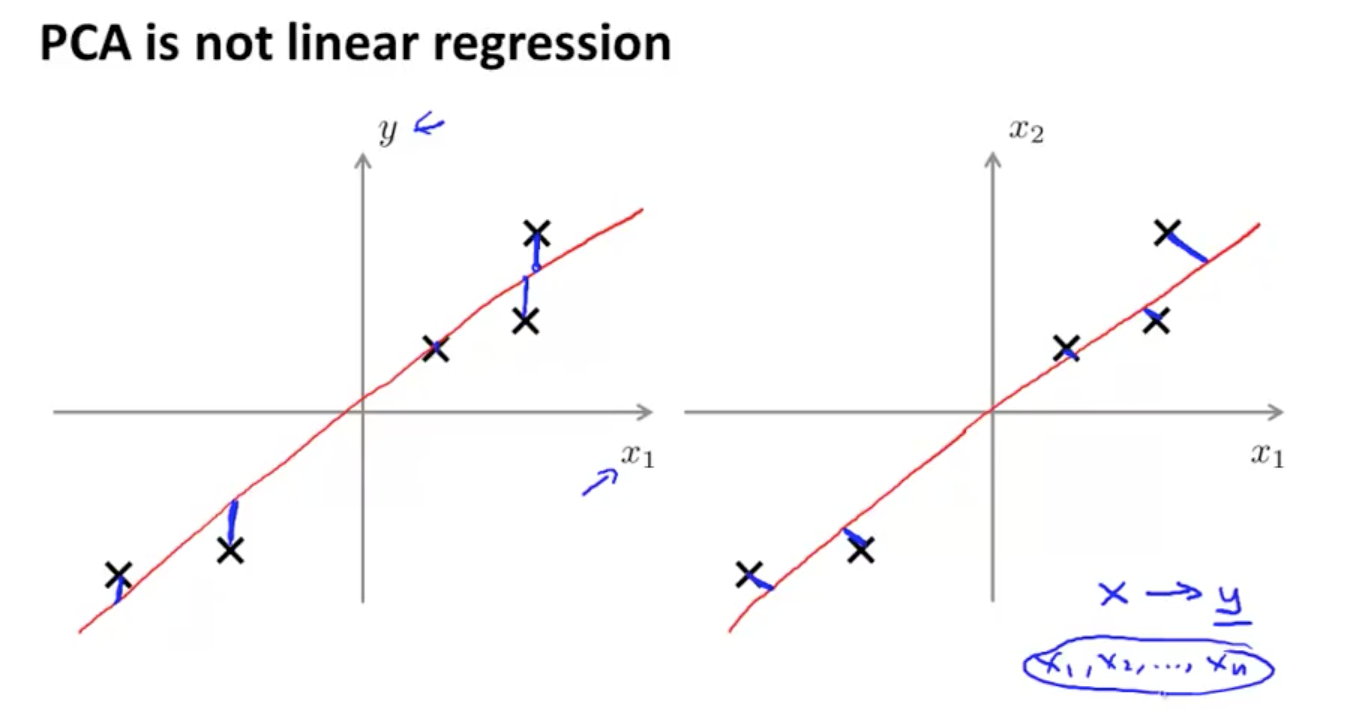 PCA is not linear regression
y ←
x₂
x₁
x₁
x → y
x₁, x₂, ..., xₙ